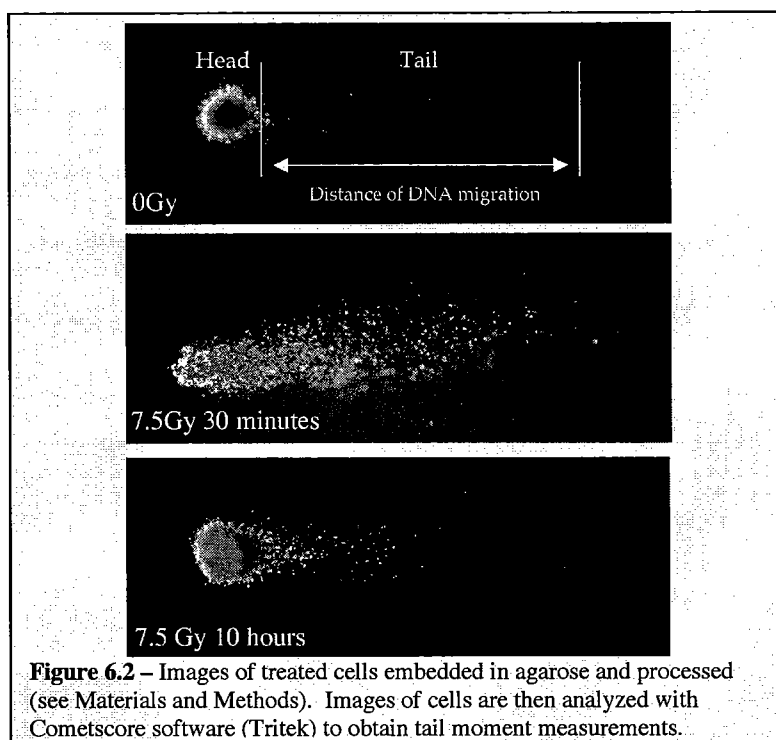 Head Tail
Distance of DNA migration
0Gy
7.5Gy 30 minutes
7.5 Gy 10 hours
Figure 6.2 – Images of treated cells embedded in agarose and processed
(see Materials and Methods). Images of cells are then analyzed with
Cometscore software (Tritek) to obtain tail moment measurements.